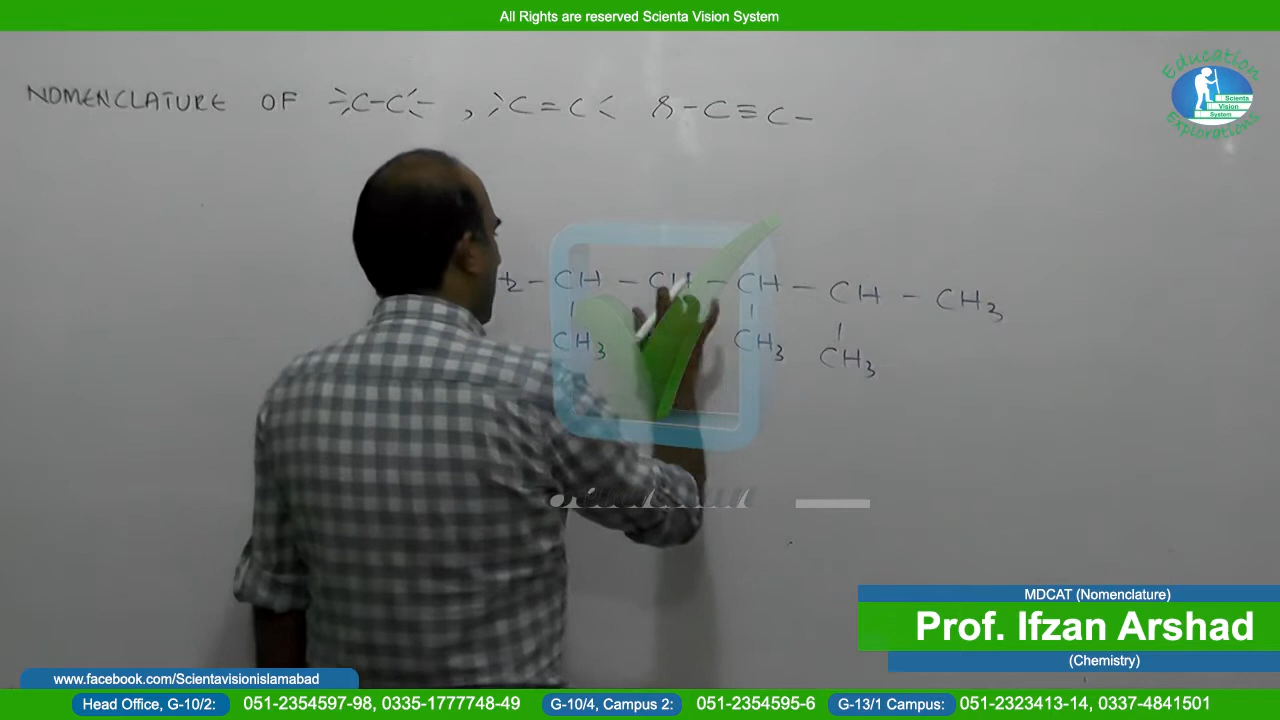 All Rights are reserved Scienta Vision System
Education
Scienta
Vision
System
Explorations
NOMENCLATURE OF -C-C- , C=C & -C≡C-
- CH - CH - CH - CH - CH3
CH3 CH3 CH3
MDCAT (Nomenclature)
Prof. Ifzan Arshad
(Chemistry)
www.facebook.com/Scientavisionislamabad
Head Office, G-10/2: 051-2354597-98, 0335-1777748-49 G-10/4, Campus 2: 051-2354595-6 G-13/1 Campus: 051-2323413-14, 0337-4841501